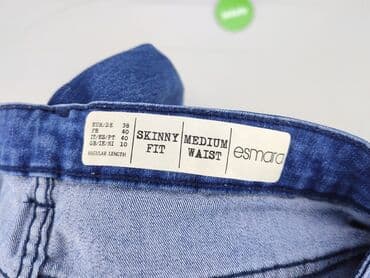 EUR/DE 38
FR 40
IT/ES/PT 40
GB/IE/NI 10
REGULAR LENGTH
SKINNY
FIT
MEDIUM
WAIST
esmara